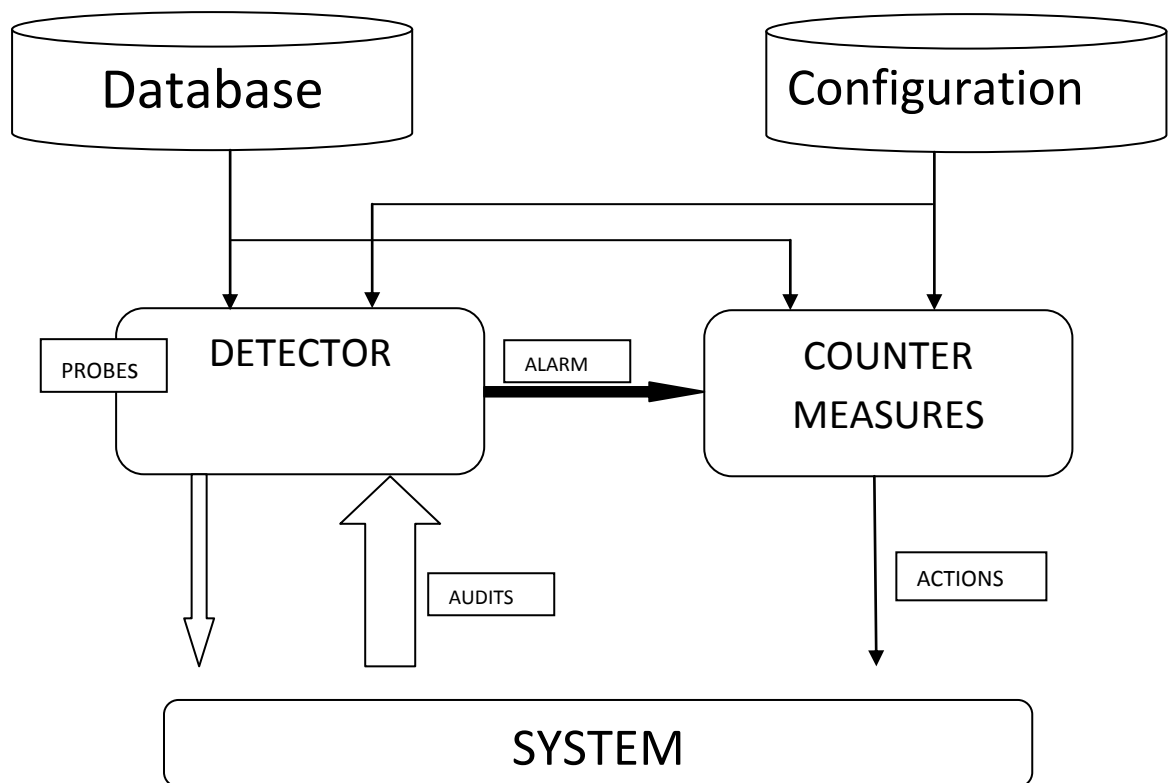 Database
Configuration
PROBES
DETECTOR
ALARM
COUNTER
MEASURES
AUDITS
ACTIONS
SYSTEM